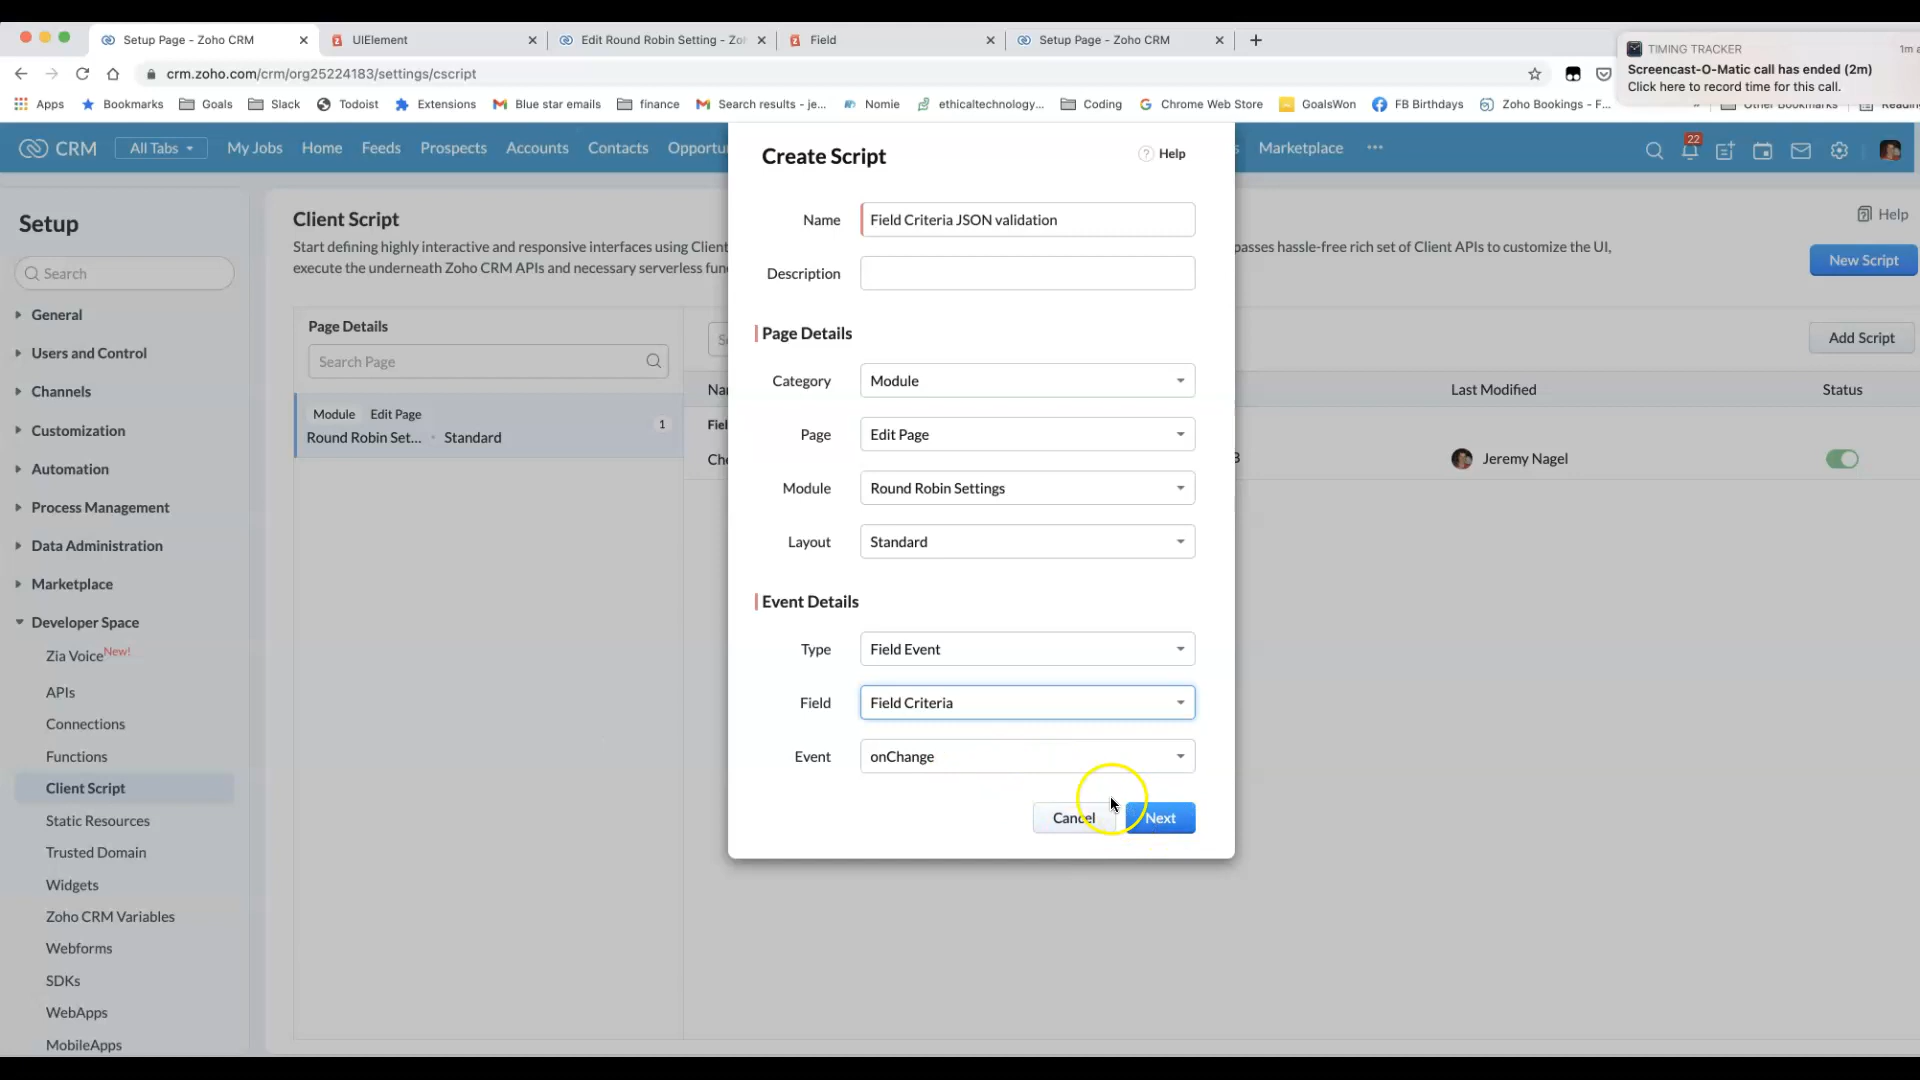 Setup Page - Zoho CRM
UIElement
Edit Round Robin Setting - Zo
Field
Setup Page - Zoho CRM
TIMING TRACKER
1m a
Screencast-O-Matic call has ended (2m)
Click here to record time for this call.
crm.zoho.com/crm/org25224183/settings/cscript
Apps
Bookmarks
Goals
Slack
Todoist
Extensions
Blue star emails
finance
Search results - je...
Nomie
ethicaltechnology...
Coding
Chrome Web Store
GoalsWon
FB Birthdays
Zoho Bookings - F...
Other Bookmarks
CRM
All Tabs
My Jobs
Home
Feeds
Prospects
Accounts
Contacts
Opportu
Marketplace
22
Create Script
Help
Name
Field Criteria JSON validation
Description
Page Details
Category
Module
Page
Edit Page
Module
Round Robin Settings
Layout
Standard
Event Details
Type
Field Event
Field
Field Criteria
Event
onChange
Cancel
Next
Setup
Search
General
Users and Control
Channels
Customization
Automation
Process Management
Data Administration
Marketplace
Developer Space
Zia Voice New!
APIs
Connections
Functions
Client Script
Static Resources
Trusted Domain
Widgets
Zoho CRM Variables
Webforms
SDKs
WebApps
MobileApps
Client Script
Help
Start defining highly interactive and responsive interfaces using Client
passes hassle-free rich set of Client APIs to customize the UI,
execute the underneath Zoho CRM APIs and necessary serverless fun
New Script
Page Details
Search Page
Add Script
Module
Edit Page
1
Round Robin Set...
Standard
Nar
Last Modified
Status
Fiel
Che
3
Jeremy Nagel